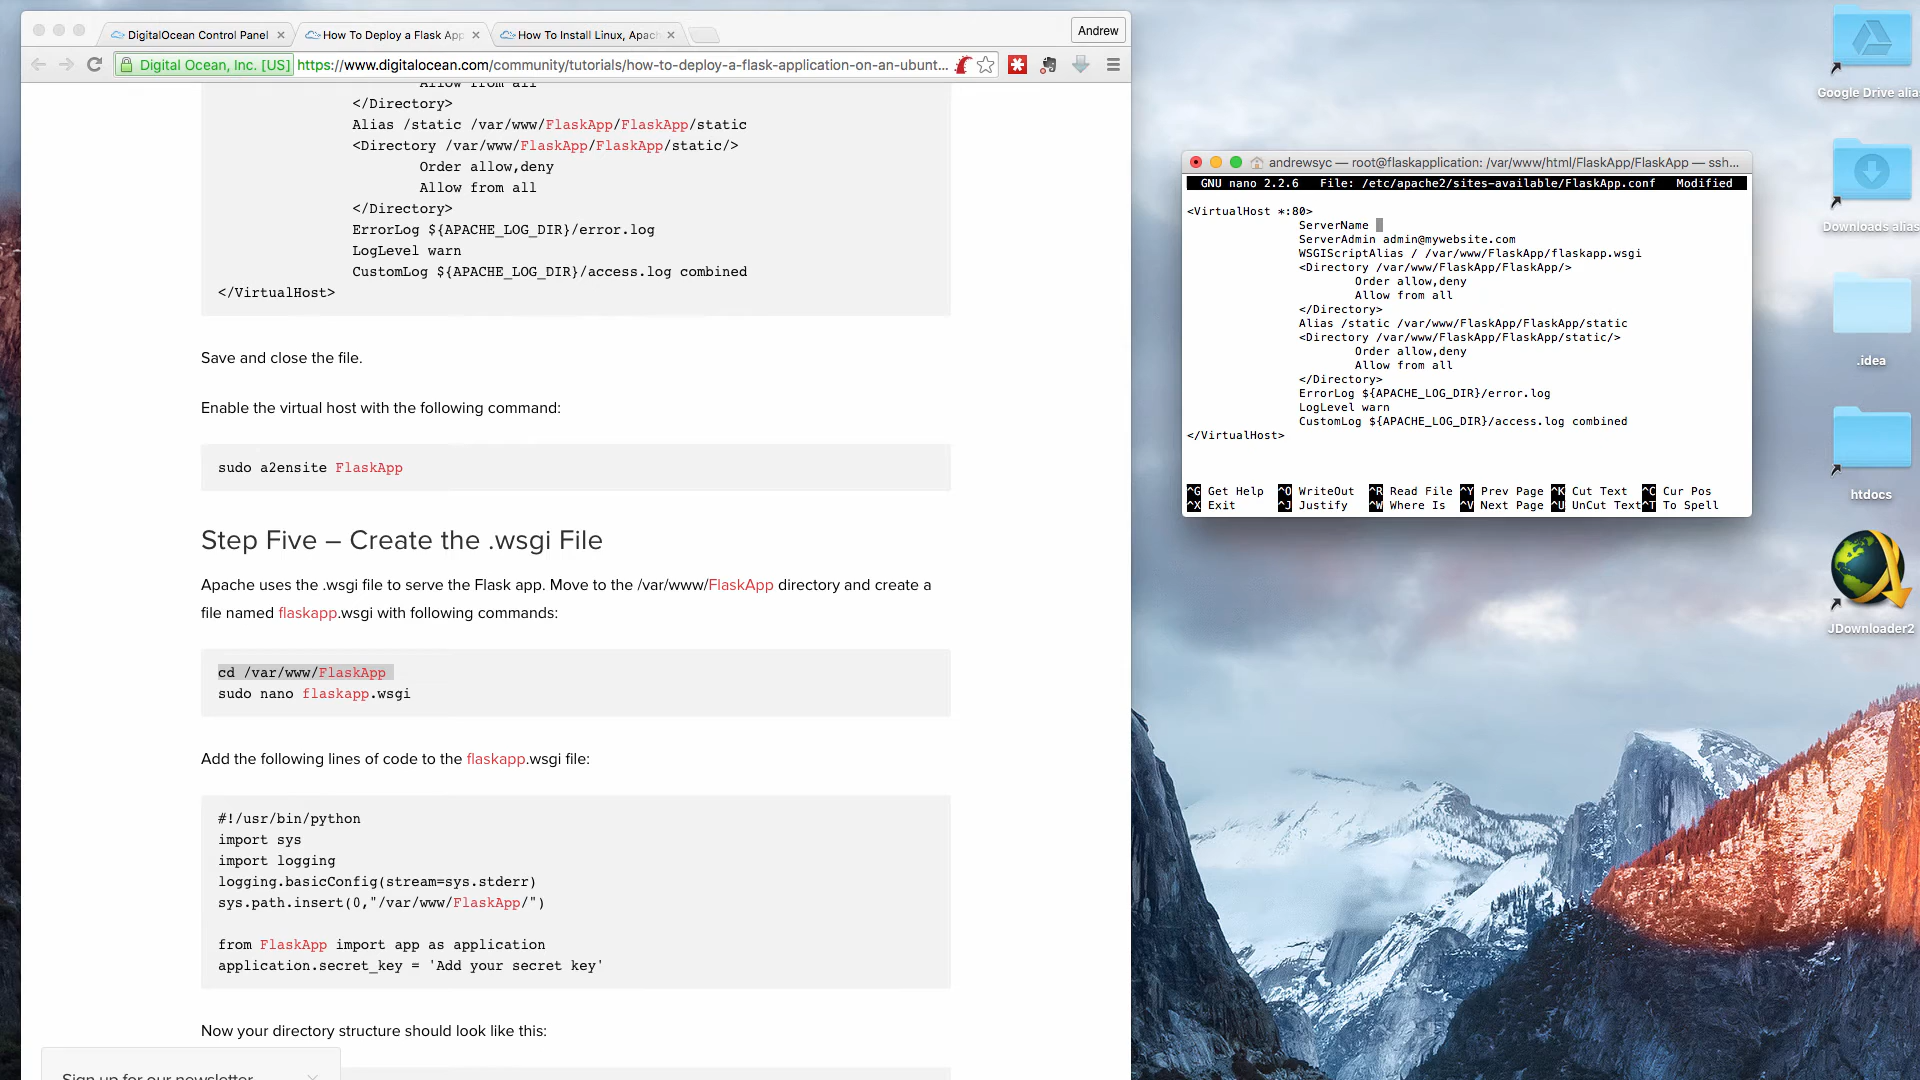 DigitalOcean Control Panel
How To Deploy a Flask App
How To Install Linux, Apac
Andrew
Digital Ocean, Inc. [US]
https://www.digitalocean.com/community/tutorials/how-to-deploy-a-flask-application-on-an-ubunt...
Allow from all
</Directory>
Alias /static /var/www/FlaskApp/FlaskApp/static
<Directory /var/www/FlaskApp/FlaskApp/static/>
Order allow,deny
Allow from all
</Directory>
ErrorLog ${APACHE_LOG_DIR}/error.log
LogLevel warn
CustomLog ${APACHE_LOG_DIR}/access.log combined
</VirtualHost>
Save and close the file.
Enable the virtual host with the following command:
sudo a2ensite FlaskApp
Step Five – Create the .wsgi File
Apache uses the .wsgi file to serve the Flask app. Move to the /var/www/FlaskApp directory and create a
file named flaskapp.wsgi with following commands:
cd /var/www/FlaskApp
sudo nano flaskapp.wsgi
Add the following lines of code to the flaskapp.wsgi file:
#!/usr/bin/python
import sys
import logging
logging.basicConfig(stream=sys.stderr)
sys.path.insert(0,"/var/www/FlaskApp/")
from FlaskApp import app as application
application.secret_key = 'Add your secret key'
Now your directory structure should look like this:
Sign up for our newsletter
andrewsyc — root@flaskapplication: /var/www/html/FlaskApp/FlaskApp — ssh...
GNU nano 2.2.6 File: /etc/apache2/sites-available/FlaskApp.conf Modified
<VirtualHost *:80>
ServerName
ServerAdmin admin@mywebsite.com
WSGIScriptAlias / /var/www/FlaskApp/flaskapp.wsgi
<Directory /var/www/FlaskApp/FlaskApp/>
Order allow,deny
Allow from all
</Directory>
Alias /static /var/www/FlaskApp/FlaskApp/static
<Directory /var/www/FlaskApp/FlaskApp/static/>
Order allow,deny
Allow from all
</Directory>
ErrorLog ${APACHE_LOG_DIR}/error.log
LogLevel warn
CustomLog ${APACHE_LOG_DIR}/access.log combined
</VirtualHost>
^G Get Help ^O WriteOut ^R Read File ^Y Prev Page ^K Cut Text ^C Cur Pos
^X Exit ^J Justify ^W Where Is ^V Next Page ^U UnCut Text ^T To Spell
Google Drive alia
Downloads alias
.idea
htdocs
JDownloader2